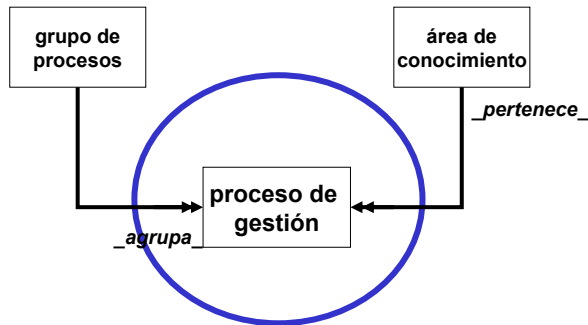 grupo de
procesos
área de
conocimiento
_pertenece_
proceso de
gestión
_agrupa_